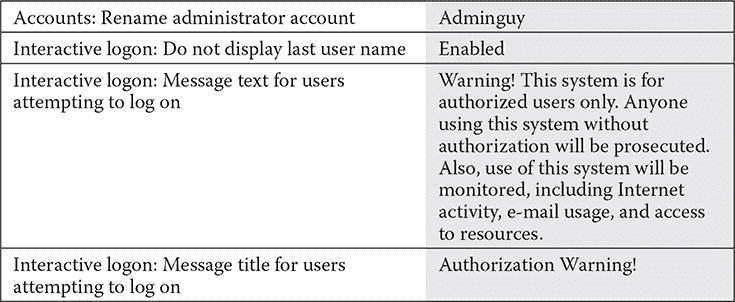 Accounts: Rename administrator account
Adminguy
Interactive logon: Do not display last user name
Enabled
Interactive logon: Message text for users
attempting to log on
Warning! This system is for
authorized users only. Anyone
using this system without
authorization will be prosecuted.
Also, use of this system will be
monitored, including Internet
activity, e-mail usage, and access
to resources.
Interactive logon: Message title for users
attempting to log on
Authorization Warning!